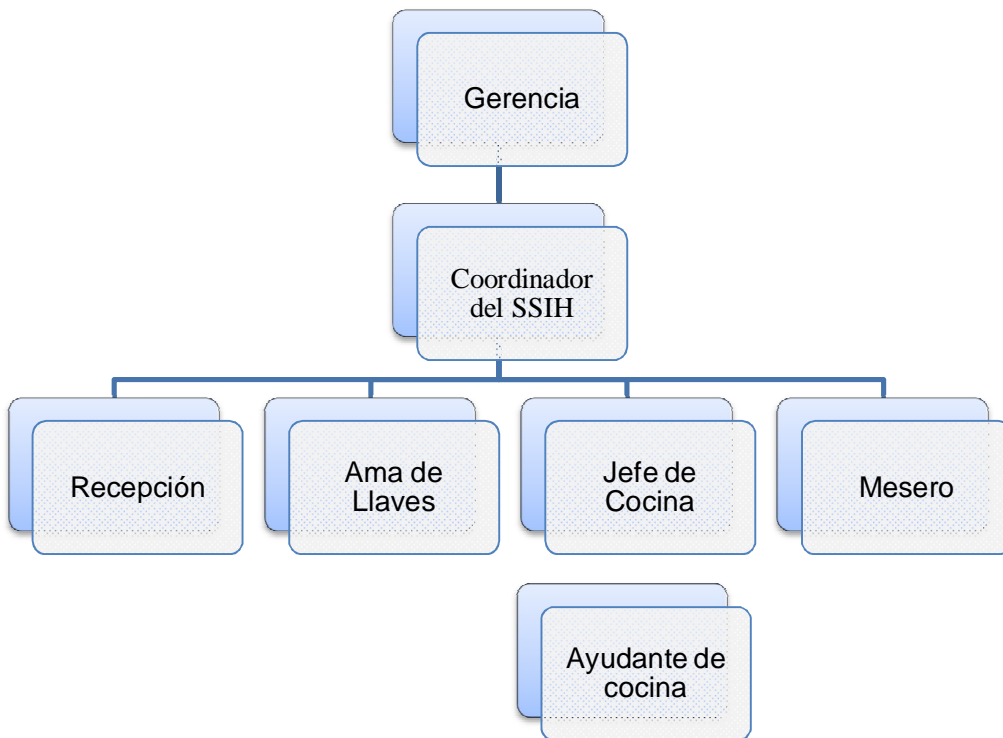 Gerencia
Coordinador
del SSIH
Recepción
Ama de
Llaves
Jefe de
Cocina
Mesero
Ayudante de
cocina